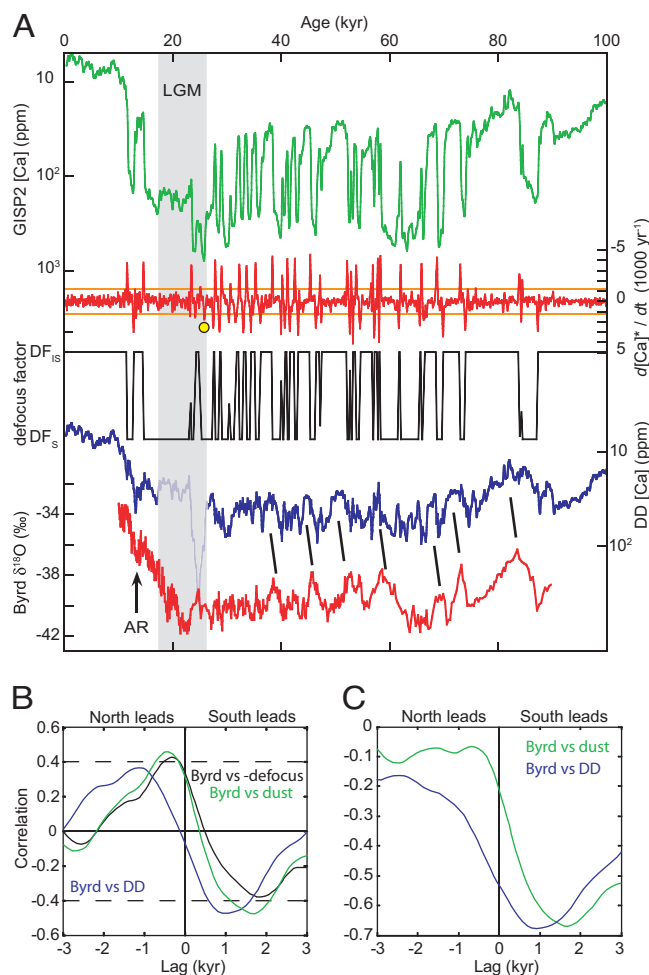 A
Age (kyr)
0 20 40 60 80 100
LGM
GISP2 [Ca] (ppm)
10
10²
10³
-5
0
5
d[Ca]* / dt (1000 yr⁻¹)
defocus factor
DF_IS
DF_S
10
10²
DD [Ca] (ppm)
Byrd δ¹⁸O (‰)
-34
-38
-42
AR
B
North leads South leads
0.6
0.4
0.2
0
-0.2
-0.4
-0.6
Correlation
Byrd vs -defocus
Byrd vs dust
Byrd vs DD
-3 -2 -1 0 1 2 3
Lag (kyr)
C
North leads South leads
0
-0.1
-0.2
-0.3
-0.4
-0.5
-0.6
-0.7
Byrd vs dust
Byrd vs DD
-3 -2 -1 0 1 2 3
Lag (kyr)